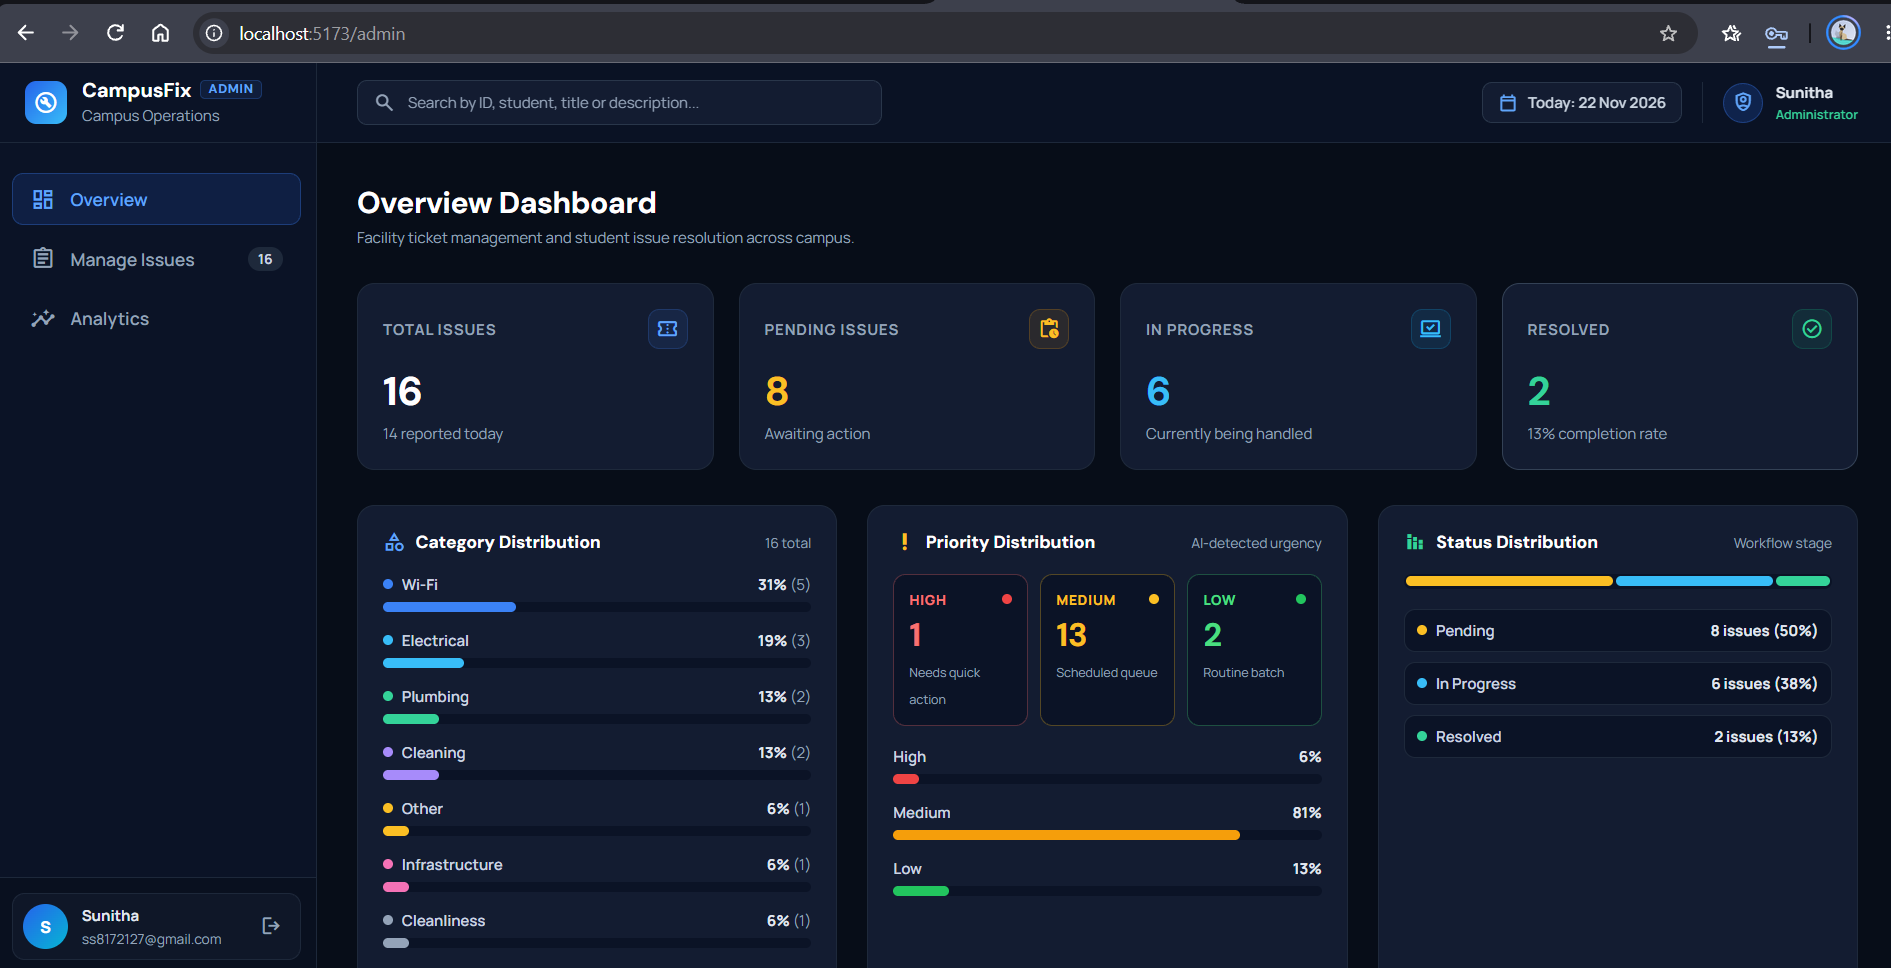 localhost:5173/admin
CampusFix ADMIN
Campus Operations
Search by ID, student, title or description...
Today: 22 Nov 2026
Sunitha
Administrator
Overview
Manage Issues 16
Analytics
Overview Dashboard
Facility ticket management and student issue resolution across campus.
TOTAL ISSUES
16
14 reported today
PENDING ISSUES
8
Awaiting action
IN PROGRESS
6
Currently being handled
RESOLVED
2
13% completion rate
Category Distribution 16 total
Wi-Fi 31% (5)
Electrical 19% (3)
Plumbing 13% (2)
Cleaning 13% (2)
Other 6% (1)
Infrastructure 6% (1)
Cleanliness 6% (1)
Priority Distribution AI-detected urgency
HIGH
1
Needs quick
action
MEDIUM
13
Scheduled queue
LOW
2
Routine batch
High 6%
Medium 81%
Low 13%
Status Distribution Workflow stage
Pending 8 issues (50%)
In Progress 6 issues (38%)
Resolved 2 issues (13%)
S
Sunitha
ss8172127@gmail.com